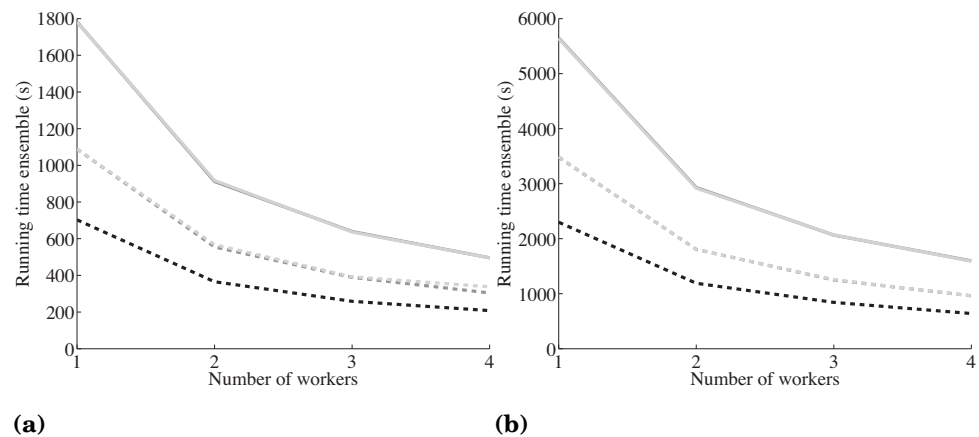 1800
1600
1400
1200
1000
800
600
400
200
0
Running time ensemble (s)
1 2 3 4
Number of workers
(a)
6000
5000
4000
3000
2000
1000
0
Running time ensemble (s)
1 2 3 4
Number of workers
(b)